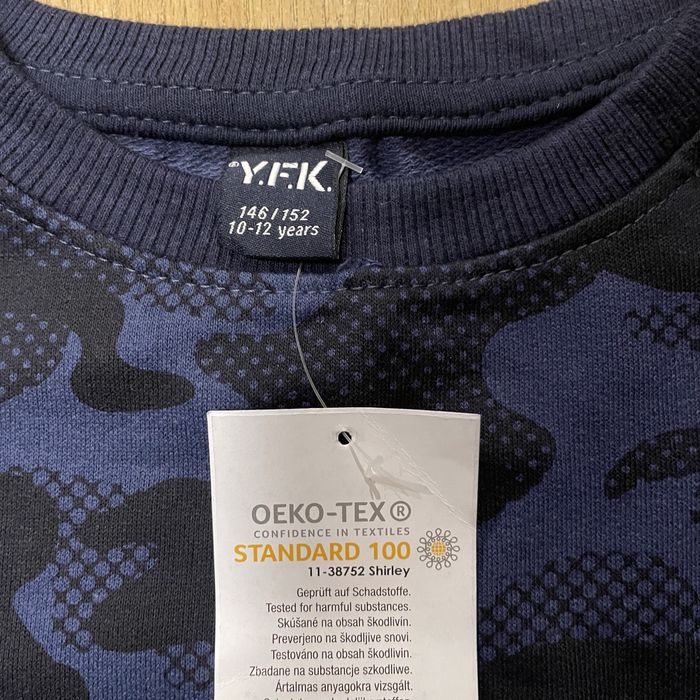 ®Y.F.K.
146/152
10-12 years
OEKO-TEX®
CONFIDENCE IN TEXTILES
STANDARD 100
11-38752 Shirley
Geprüft auf Schadstoffe.
Tested for harmful substances.
Skúšané na obsah škodlivín.
Preverjeno na škodljive snovi.
Testováno na obsah škodlivin.
Zbadane na substancje szkodliwe.
Ártalmas anyagokra vizsgált.